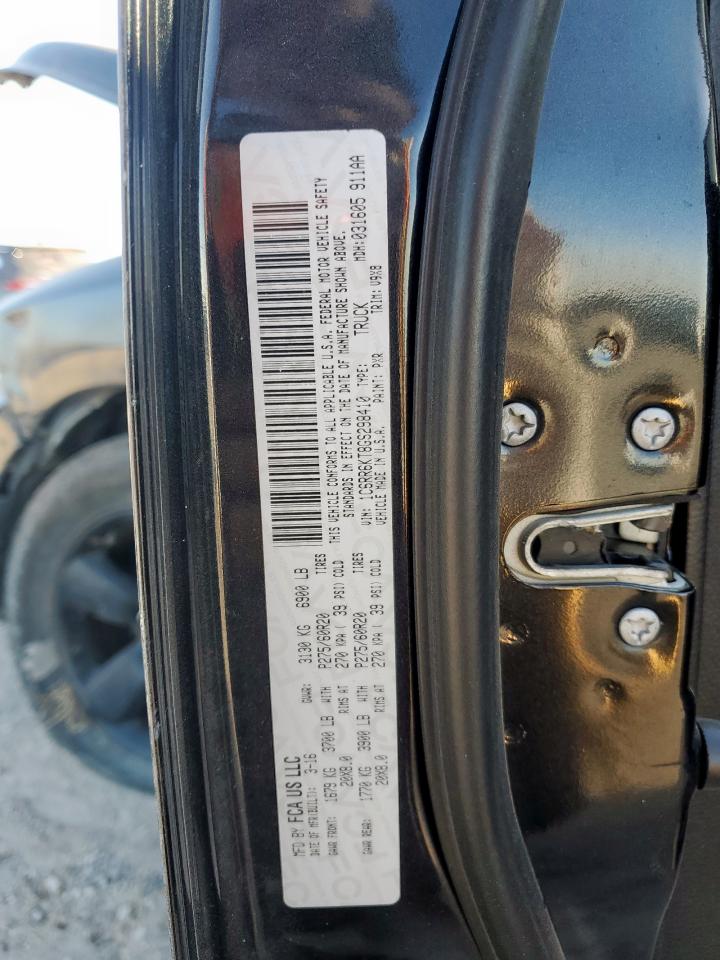 MFD BY FCA US LLC
DATE OF MFR(BUILT): 3-16 GVWR: 3130 KG 6900 LB
GAWR FRONT: 1679 KG 3700 LB WITH P275/60R20 TIRES
20X8.0 RIMS AT 270 KPA ( 39 PSI) COLD
GAWR REAR: 1770 KG 3900 LB WITH P275/60R20 TIRES
20X8.0 RIMS AT 270 KPA ( 39 PSI) COLD
THIS VEHICLE CONFORMS TO ALL APPLICABLE U.S.A. FEDERAL MOTOR VEHICLE SAFETY
STANDARDS IN EFFECT ON THE DATE OF MANUFACTURE SHOWN ABOVE.
VIN: 1C6RR6KT8GS298410 TYPE: TRUCK MDH: 031605 911AA
VEHICLE MADE IN U.S.A. PAINT: PXR TRIM: V9X8